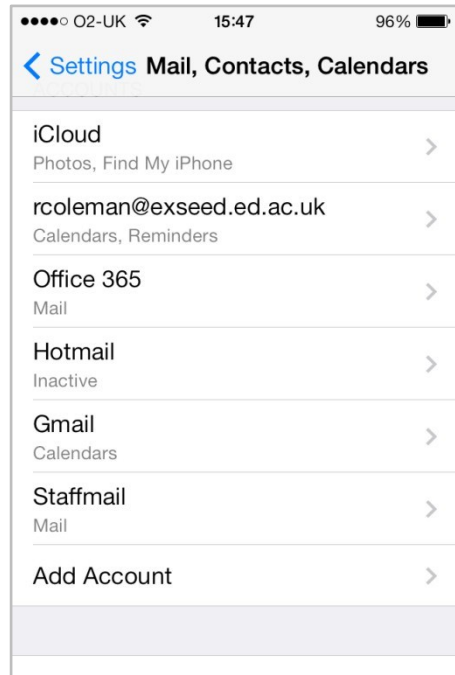 O2-UK 15:47 96%
Settings Mail, Contacts, Calendars
ACCOUNTS
iCloud
Photos, Find My iPhone
rcoleman@exseed.ed.ac.uk
Calendars, Reminders
Office 365
Mail
Hotmail
Inactive
Gmail
Calendars
Staffmail
Mail
Add Account